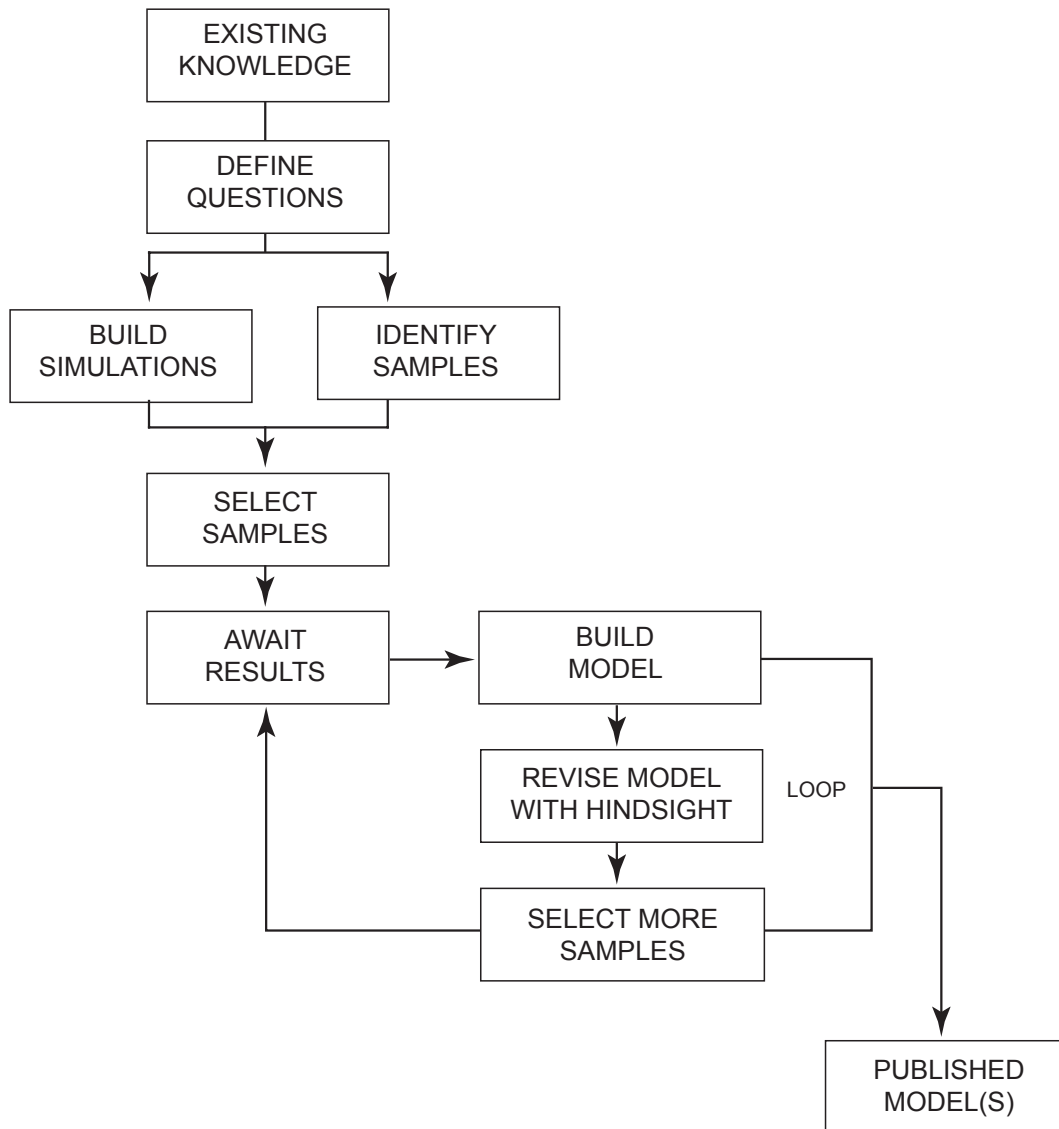 EXISTING
KNOWLEDGE
DEFINE
QUESTIONS
BUILD
SIMULATIONS
IDENTIFY
SAMPLES
SELECT
SAMPLES
AWAIT
RESULTS
BUILD
MODEL
REVISE MODEL
WITH HINDSIGHT
LOOP
SELECT MORE
SAMPLES
PUBLISHED
MODEL(S)